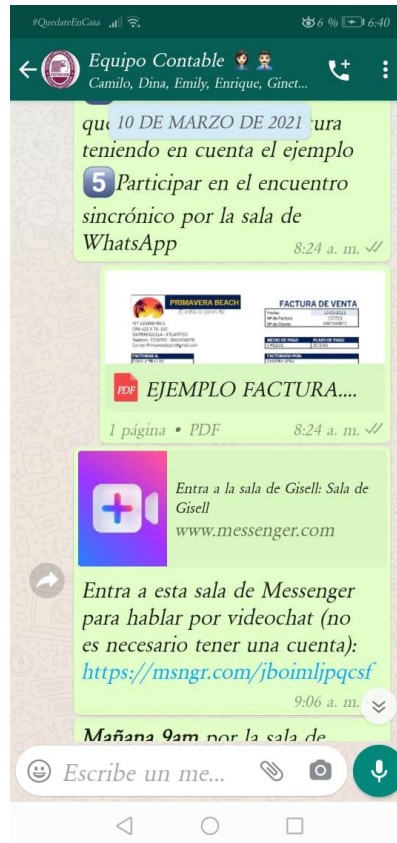 #QuedateEnCasa
6 % 6:40
Equipo Contable
Camilo, Dina, Emily, Enrique, Ginet...
10 DE MARZO DE 2021
teniendo en cuenta el ejemplo
5 Participar en el encuentro
sincrónico por la sala de
WhatsApp
8:24 a. m.
PRIMAVERA BEACH
FACTURA DE VENTA
PDF EJEMPLO FACTURA....
1 página • PDF
8:24 a. m.
Entra a la sala de Gisell: Sala de
Gisell
www.messenger.com
Entra a esta sala de Messenger
para hablar por videochat (no
es necesario tener una cuenta):
https://msngr.com/jboimljpqcsf
9:06 a. m.
Mañana 9am por la sala de
Escribe un me...